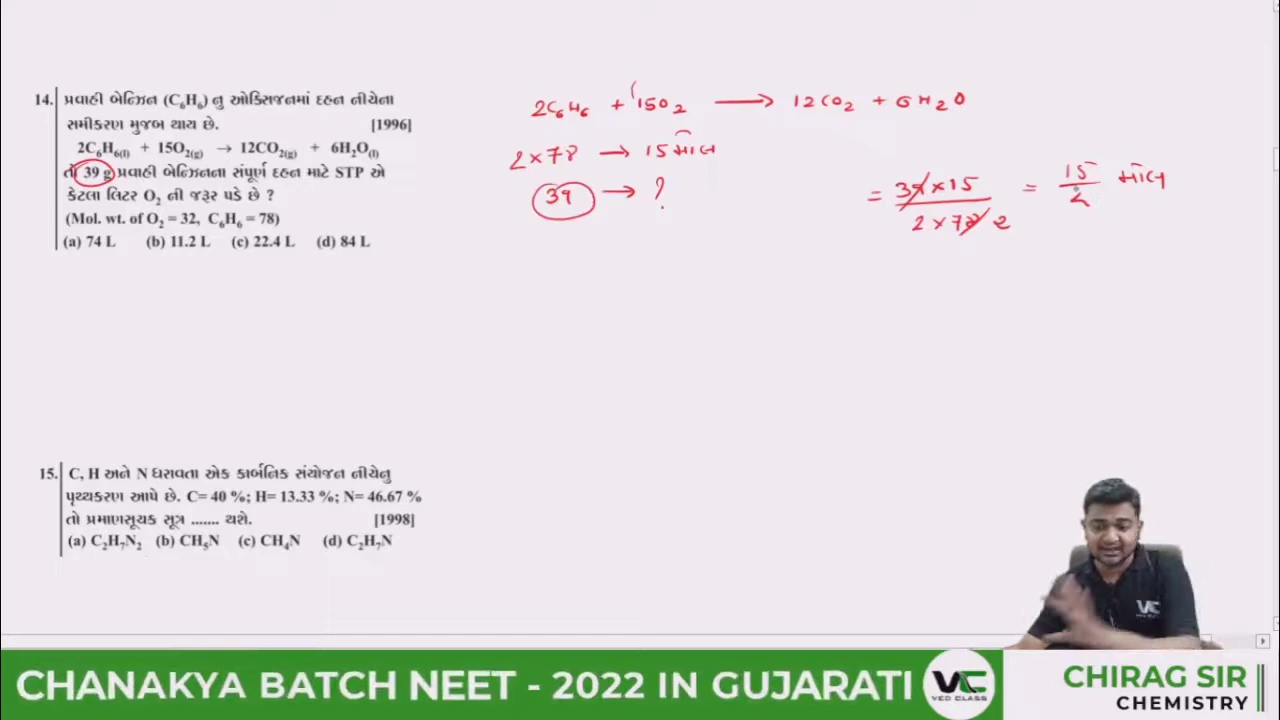 14. પ્રવાહી બેન્ઝિન (C₆H₆) નુ ઓક્સિજનમાં દહન નીચેના
સમીકરણ મુજબ થાય છે. [1996]
2C₆H₆(l) + 15O₂(g) → 12CO₂(g) + 6H₂O(l)
તો 39 g પ્રવાહી બેન્ઝિનના સંપૂર્ણ દહન માટે STP એ
કેટલા લિટર O₂ ની જરૂર પડે છે ?
(Mol. wt. of O₂ = 32, C₆H₆ = 78)
(a) 74 L (b) 11.2 L (c) 22.4 L (d) 84 L
2C₆H₆ + 15O₂ → 12CO₂ + 6H₂O
2×78 → 15 મોલ
39 → ?
= 39×15 / 2×78 2 = 15/4 મોલ
15. C, H અને N ધરાવતા એક કાર્બનિક સંયોજન નીચેનુ
પૃથ્થકરણ આપે છે. C= 40 %; H= 13.33 %; N= 46.67 %
તો પ્રમાણસૂચક સૂત્ર ....... થશે. [1998]
(a) C₂H₇N₂ (b) CH₅N (c) CH₄N (d) C₂H₇N
VC
CHANAKYA BATCH NEET - 2022 IN GUJARATI
VED CLASS
CHIRAG SIR
CHEMISTRY